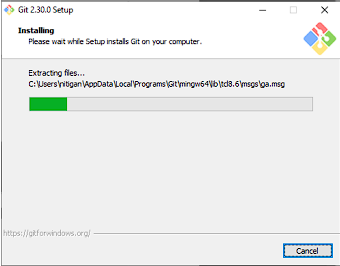 Git 2.30.0 Setup
Installing
Please wait while Setup installs Git on your computer.
Extracting files...
C:\Users\nitigan\AppData\Local\Programs\Git\mingw64\lib\tcl8.6\msgs\ga.msg
https://gitforwindows.org/
Cancel